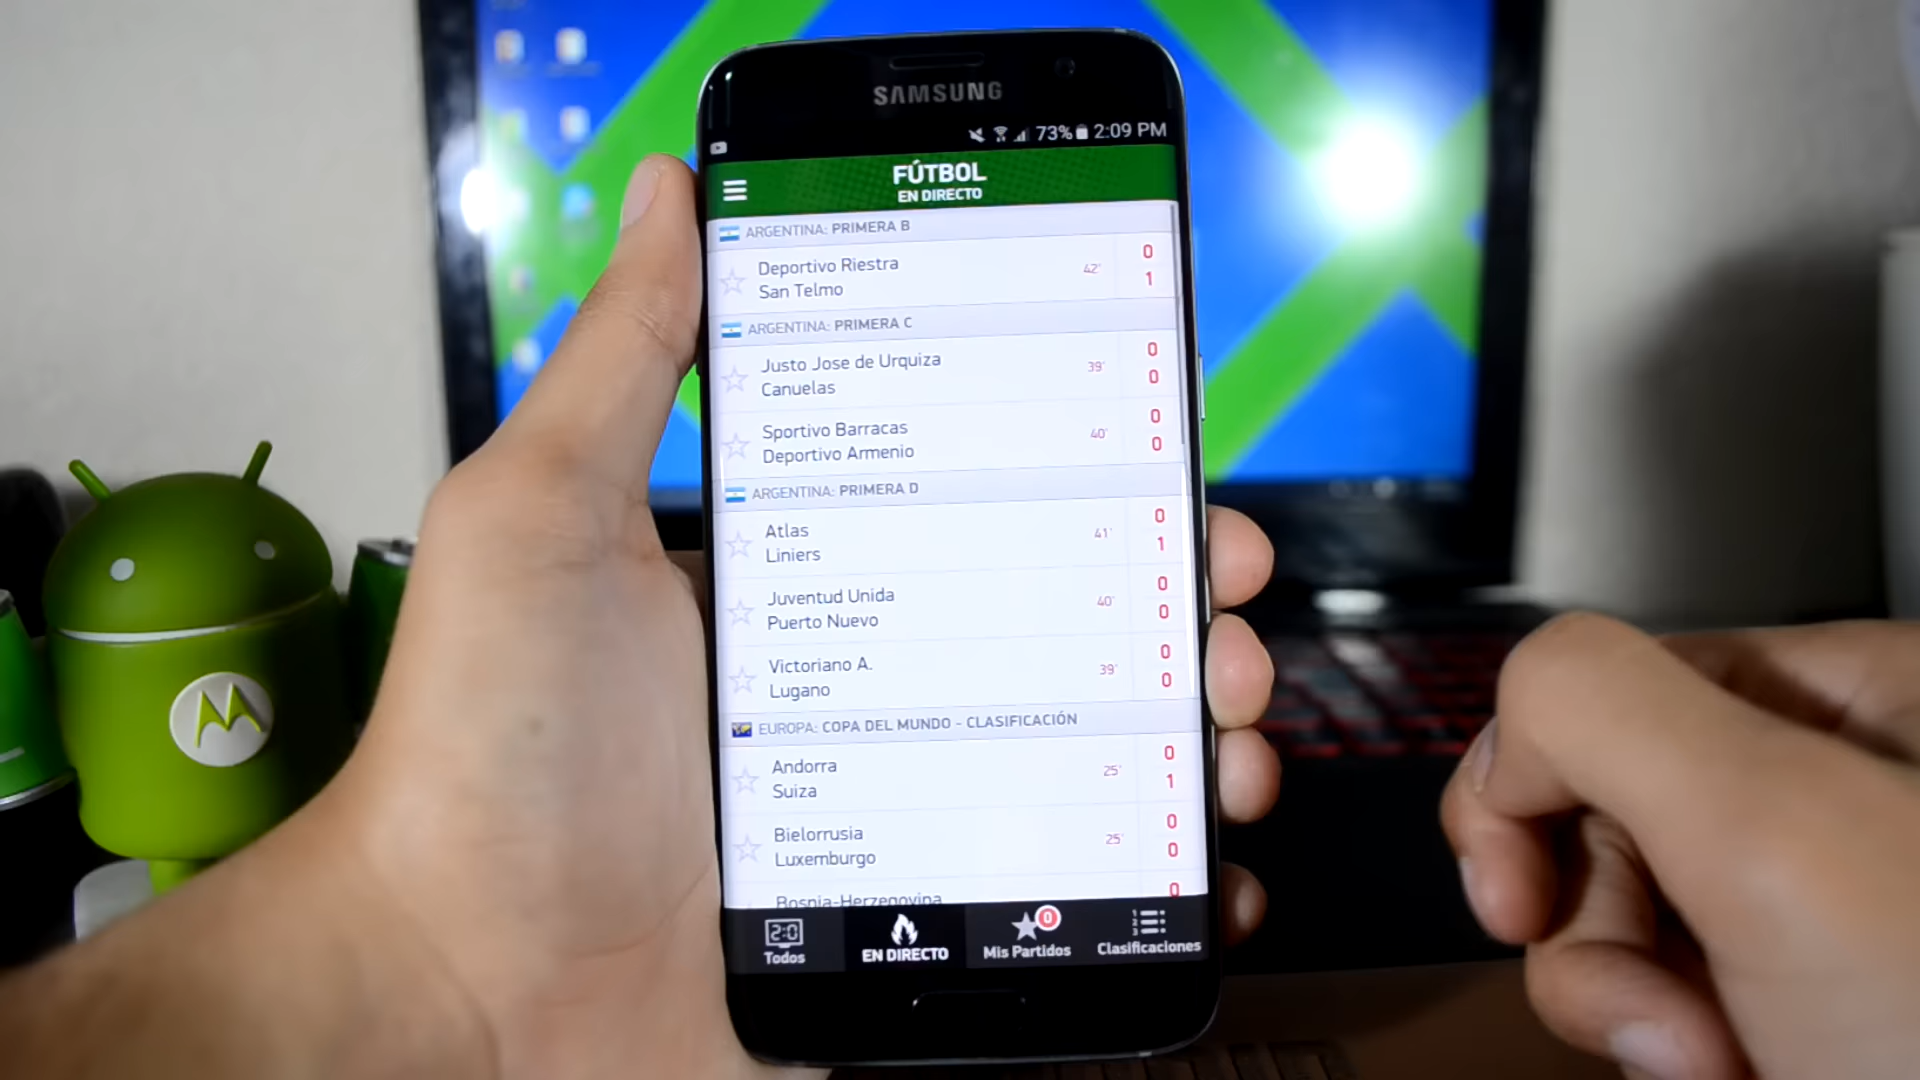 SAMSUNG
73% 2:09 PM
FÚTBOL
EN DIRECTO
ARGENTINA: PRIMERA B
Deportivo Riestra
San Telmo
42'
0
1
ARGENTINA: PRIMERA C
Justo Jose de Urquiza
Canuelas
39'
0
0
Sportivo Barracas
Deportivo Armenio
40'
0
0
ARGENTINA: PRIMERA D
Atlas
Liniers
41'
0
1
Juventud Unida
Puerto Nuevo
40'
0
0
Victoriano A.
Lugano
39'
0
0
EUROPA: COPA DEL MUNDO - CLASIFICACIÓN
Andorra
Suiza
25'
0
1
Bielorrusia
Luxemburgo
25'
0
0
Bosnia-Herzegovina
0
2:0
Todos
EN DIRECTO
0
Mis Partidos
1
2
3
Clasificaciones